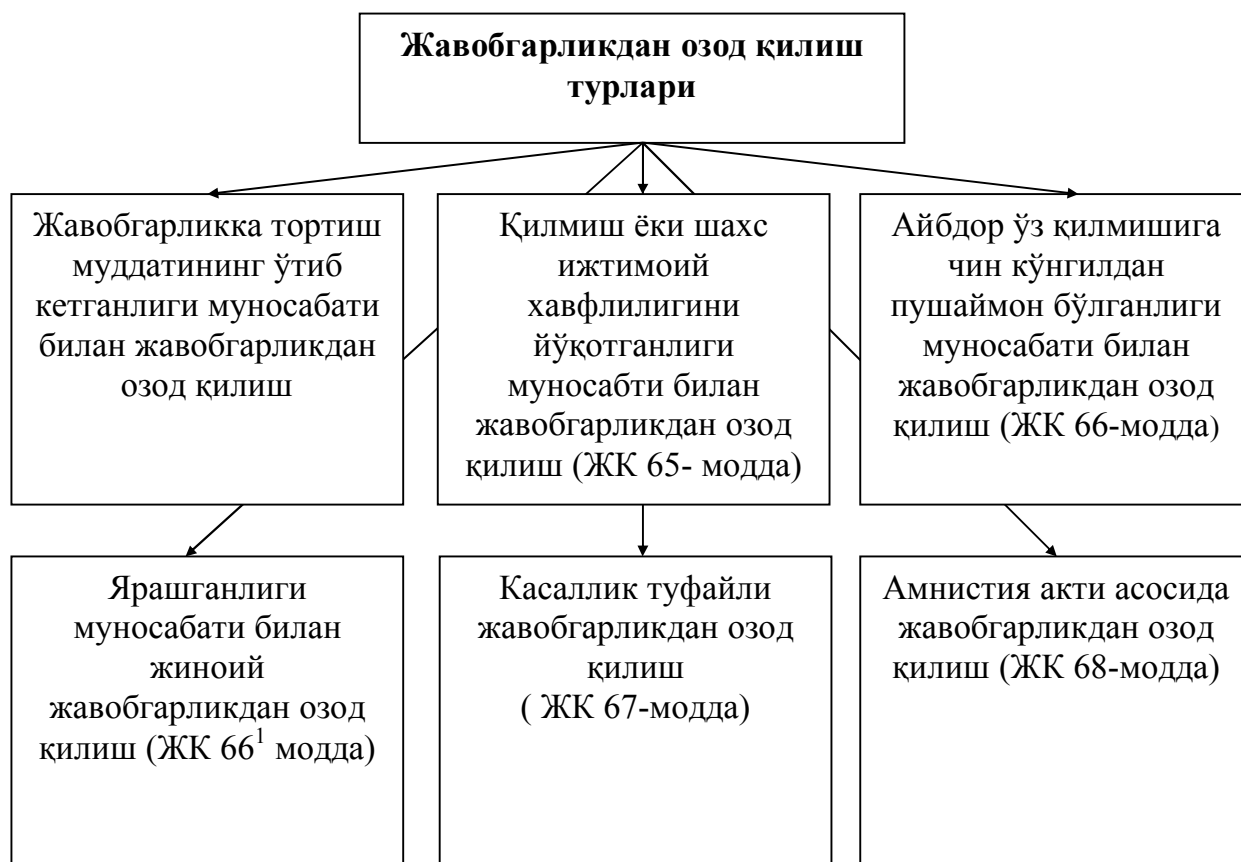 Жавобгарликдан озод қилиш
турлари
Жавобгарликка тортиш
муддатининг ўтиб
кетганлиги муносабати
билан жавобгарликдан
озод қилиш
Қилмиш ёки шахс
ижтимоий
хавфлилигини
йўқотганлиги
муносабти билан
жавобгарликдан озод
қилиш (ЖК 65- модда)
Айбдор ўз қилмишига
чин кўнгилдан
пушаймон бўлганлиги
муносабати билан
жавобгарликдан озод
қилиш (ЖК 66-модда)
Ярашганлиги
муносабати билан
жиноий
жавобгарликдан озод
қилиш (ЖК 66¹ модда)
Касаллик туфайли
жавобгарликдан озод
қилиш
( ЖК 67-модда)
Амнистия акти асосида
жавобгарликдан озод
қилиш (ЖК 68-модда)